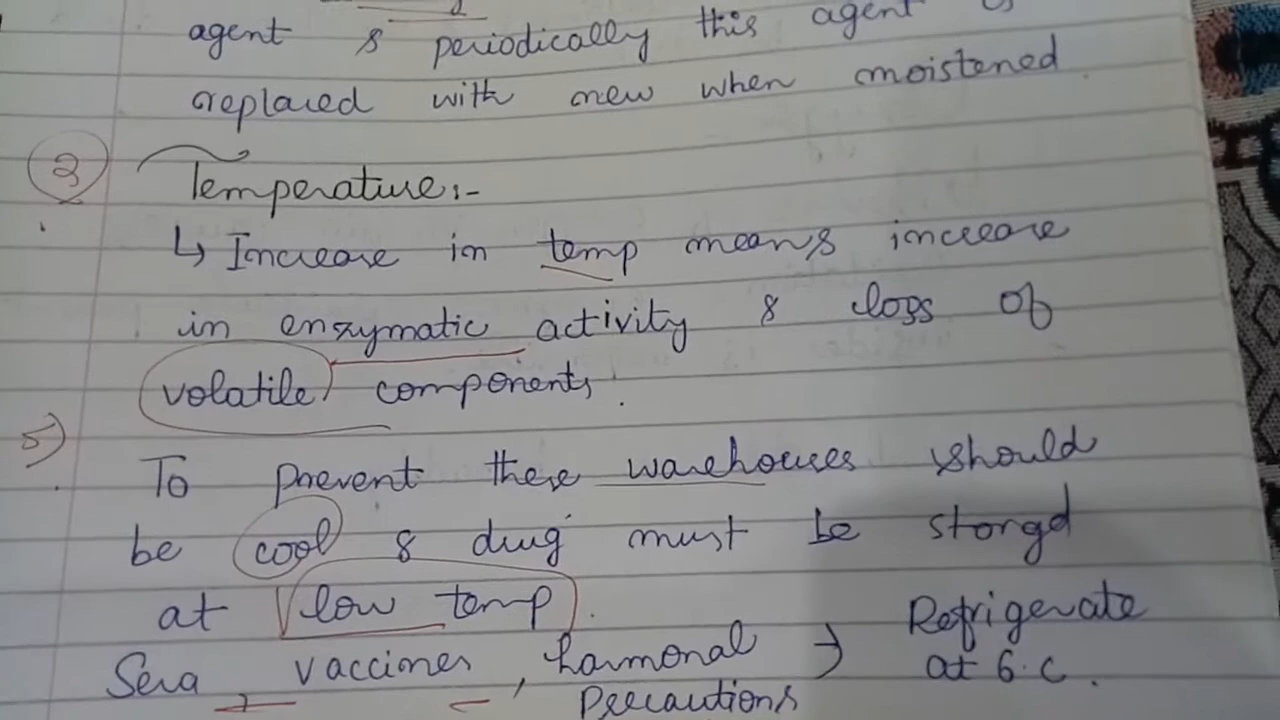 agent & periodically this agent is
replaced with new when moistened
3 Temperature:-
↳ Increase in temp means increase
in enzymatic activity & loss of
volatile components.
5)
To prevent these warehouses should
be cool & drug must be storgd
at low temp.
Sera, vaccines, harmonal → Refrigerate
Precautions at 6.c.